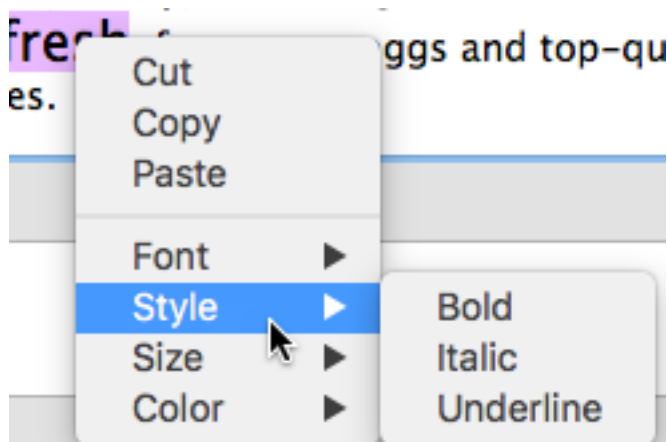 fresh
ggs and top-qu
es.
Cut
Copy
Paste
Font
Style
Size
Color
Bold
Italic
Underline